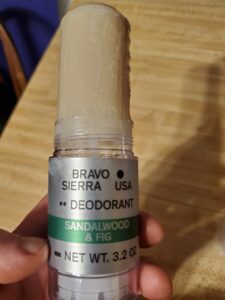 BRAVO
SIERRA USA
DEODORANT
SANDALWOOD
& FIG
NET WT. 3.2 OZ